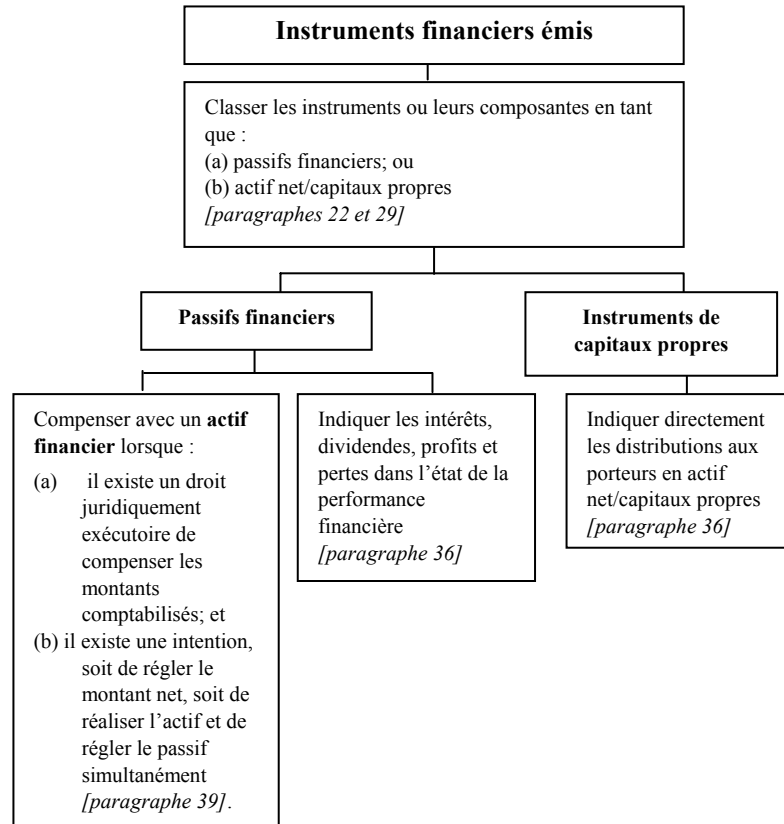 Instruments financiers émis
Classer les instruments ou leurs composantes en tant
que :
(a) passifs financiers; ou
(b) actif net/capitaux propres
[paragraphes 22 et 29]
Passifs financiers
Instruments de
capitaux propres
Compenser avec un actif
financier lorsque :
(a) il existe un droit
juridiquement
exécutoire de
compenser les
montants
comptabilisés; et
(b) il existe une intention,
soit de régler le
montant net, soit de
réaliser l'actif et de
régler le passif
simultanément
[paragraphe 39].
Indiquer les intérêts,
dividendes, profits et
pertes dans l'état de la
performance
financière
[paragraphe 36]
Indiquer directement
les distributions aux
porteurs en actif
net/capitaux propres
[paragraphe 36]